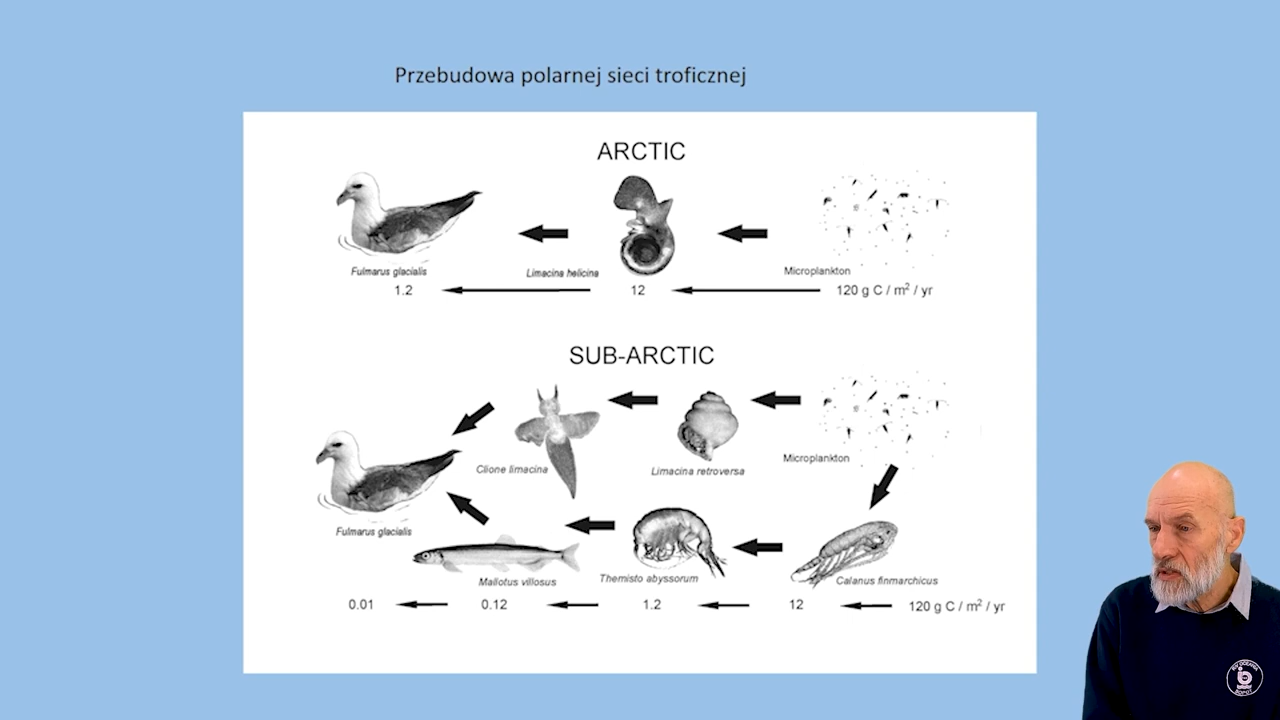 Przebudowa polarnej sieci troficznej
ARCTIC
Fulmarus glacialis
Limacina helicina
Microplankton
1.2
12
120 g C / m² / yr
SUB-ARCTIC
Clione limacina
Limacina retroversa
Microplankton
Fulmarus glacialis
Mallotus villosus
Themisto abyssorum
Calanus finmarchicus
0.01
0.12
1.2
12
120 g C / m² / yr
OCEANIA
SOPOT